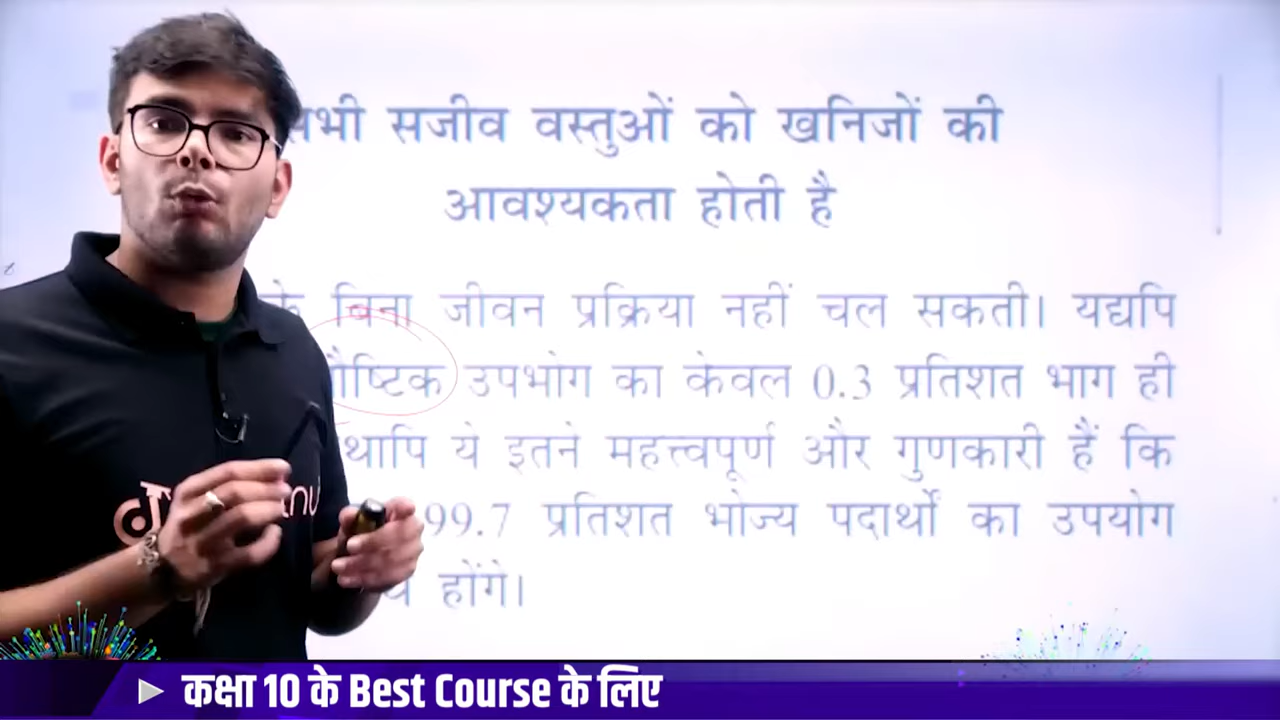 सभी सजीव वस्तुओं को खनिजों की
आवश्यकता होती है
के बिना जीवन प्रक्रिया नहीं चल सकती। यद्यपि
पौष्टिक उपभोग का केवल 0.3 प्रतिशत भाग ही
थापि ये इतने महत्त्वपूर्ण और गुणकारी हैं कि
99.7 प्रतिशत भोज्य पदार्थों का उपयोग
होंगे।
कक्षा 10 के Best Course के लिए